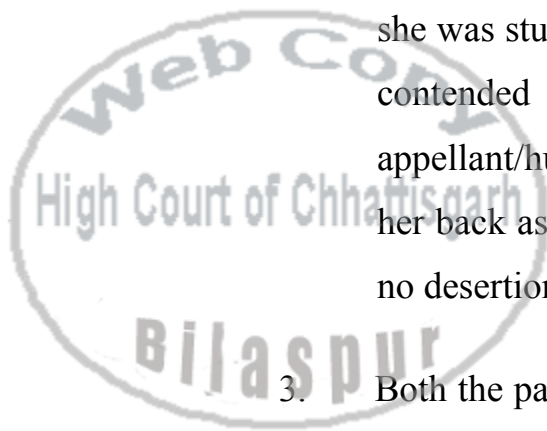 she was stu
contended
appellant/hu
her back as
no desertion
3. Both the pa
Web Copy
High Court of Chhattisgarh
Bilaspur